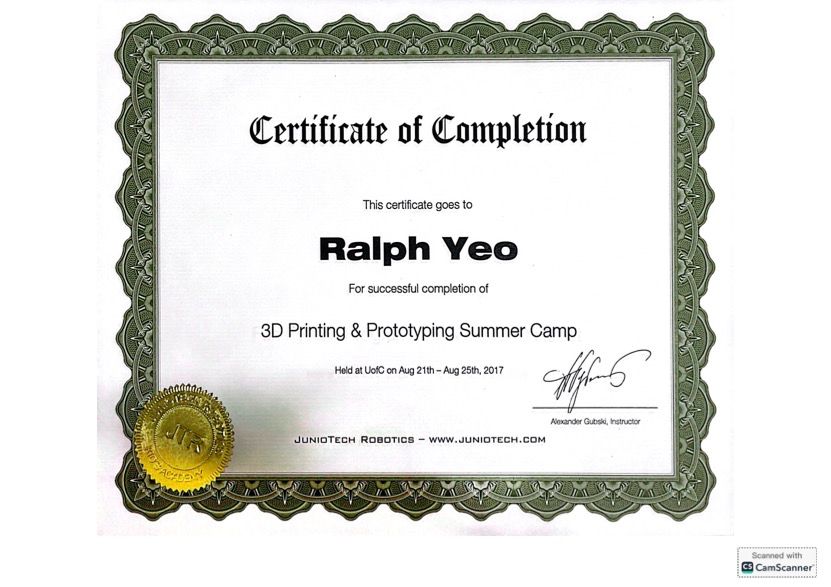 Certificate of Completion
This certificate goes to
Ralph Yeo
For successful completion of
3D Printing & Prototyping Summer Camp
Held at UofC on Aug 21th – Aug 25th, 2017
Alexander Gubski, Instructor
JunioTech Robotics – www.juniotech.com
JTR
ACADEMY
Scanned with
CS CamScanner